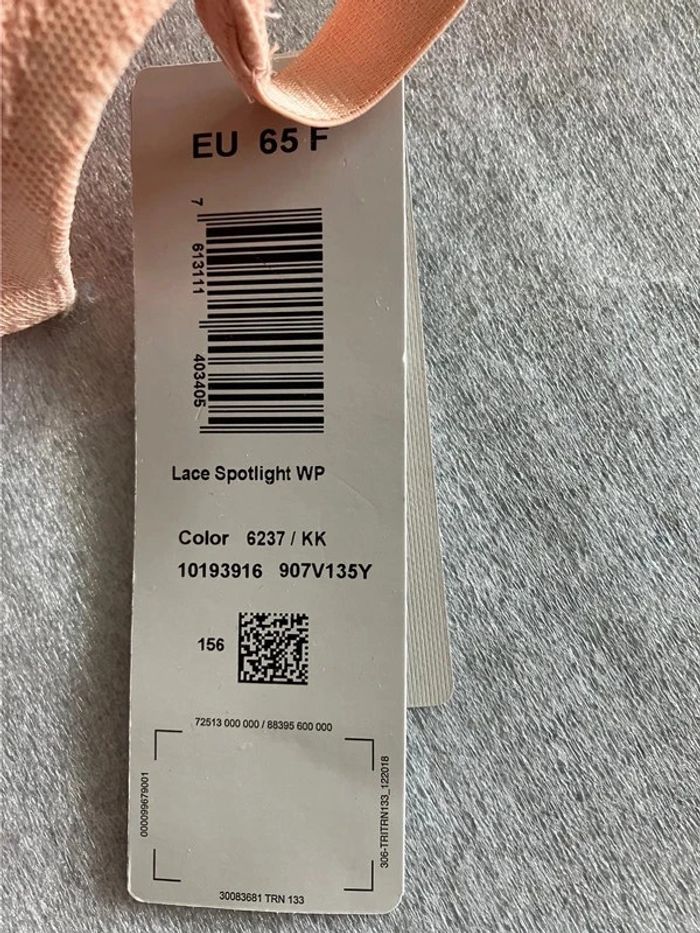 EU 65 F
7 613111 403405
Lace Spotlight WP
Color 6237 / KK
10193916 907V135Y
156
72513 000 000 / 88395 600 000
000099679001
306-TRITRN133_122018
30083681 TRN 133